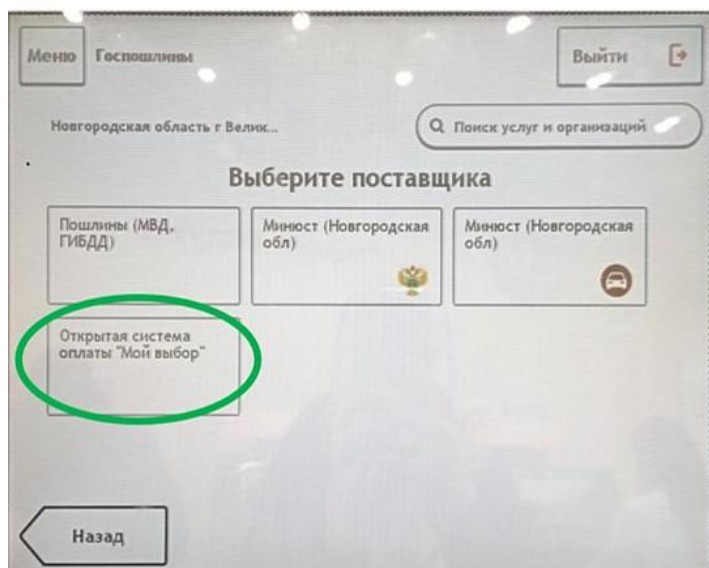 Меню Госпошлины Выйти
Новгородская область г Велик... Поиск услуг и организаций
Выберите поставщика
Пошлины (МВД,
ГИБДД)
Минюст (Новгородская
обл)
Минюст (Новгородская
обл)
Открытая система
оплаты "Мой выбор"
Назад